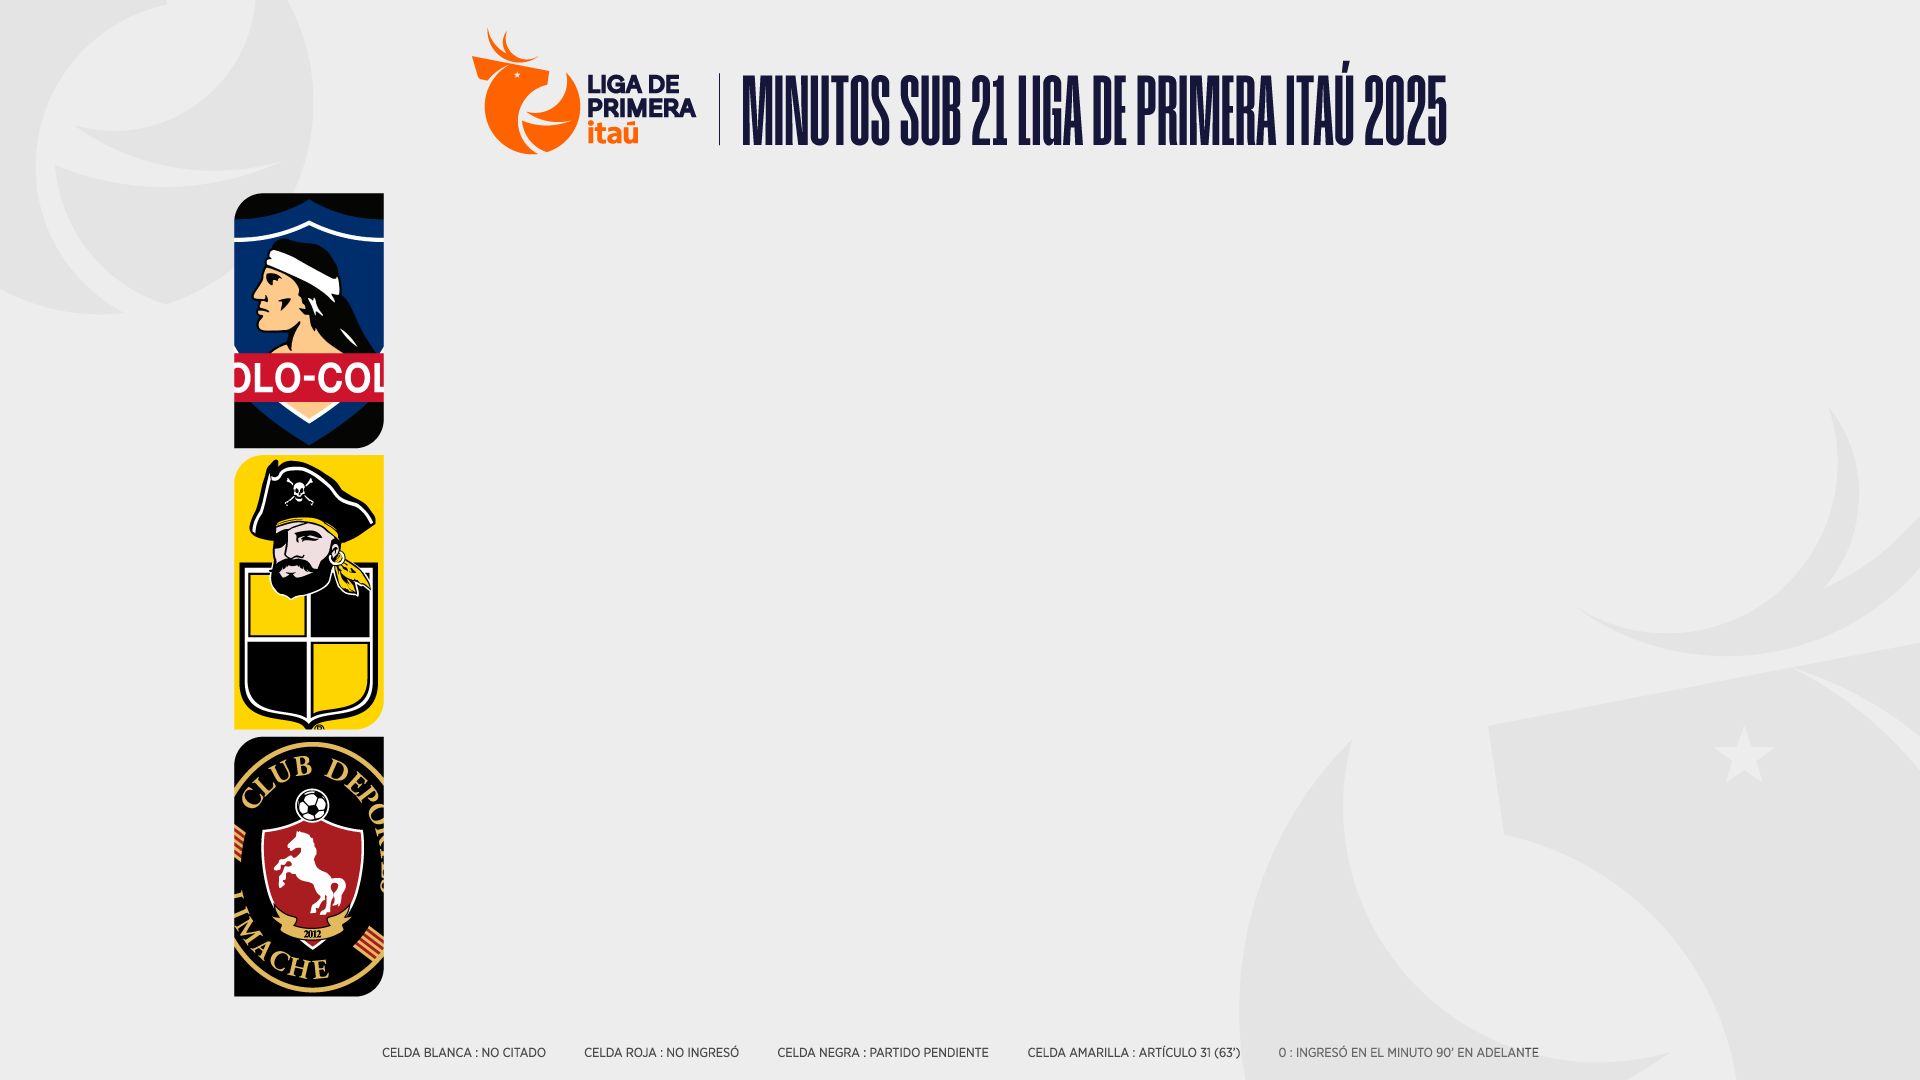 LIGA DE
PRIMERA
itaú
MINUTOS SUB 21 LIGA DE PRIMERA ITAÚ 2025
OLO-COL
®
CLUB DEPORTES
2012
LIMACHE
CELDA BLANCA : NO CITADO
CELDA ROJA : NO INGRESÓ
CELDA NEGRA : PARTIDO PENDIENTE
CELDA AMARILLA : ARTÍCULO 31 (63')
0 : INGRESÓ EN EL MINUTO 90' EN ADELANTE